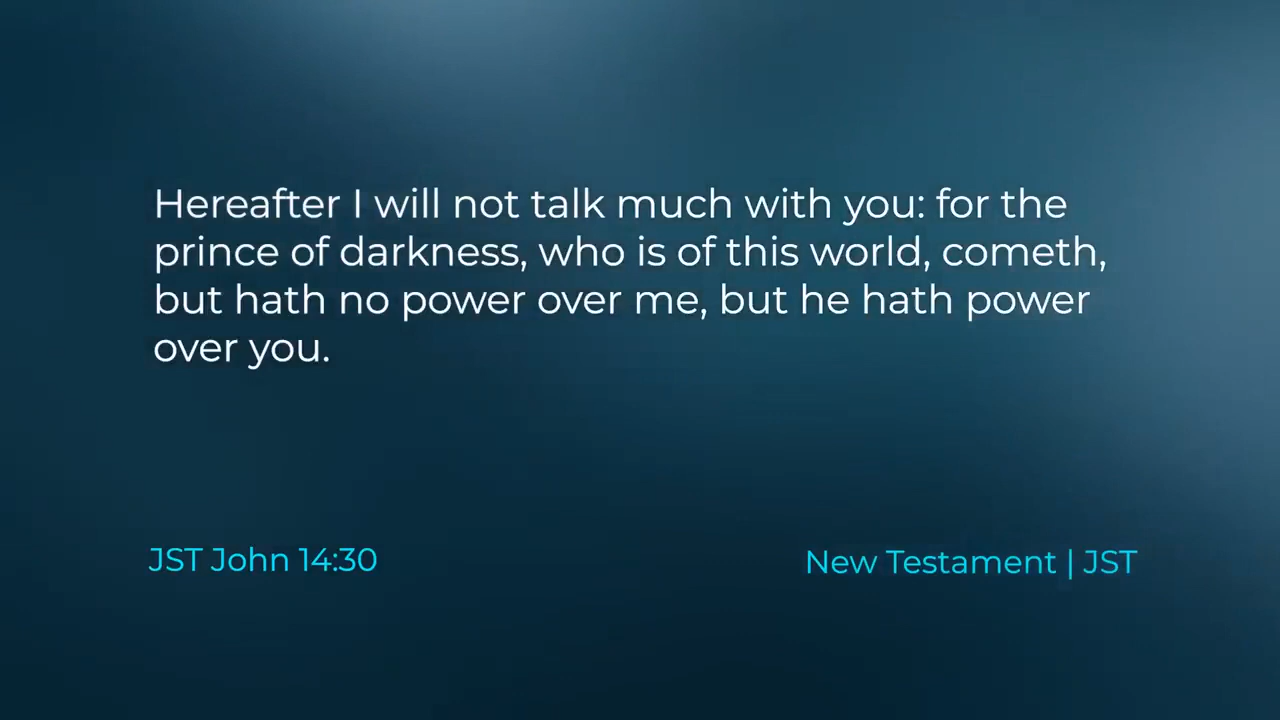 Hereafter I will not talk much with you: for the
prince of darkness, who is of this world, cometh,
but hath no power over me, but he hath power
over you.
JST John 14:30
New Testament | JST